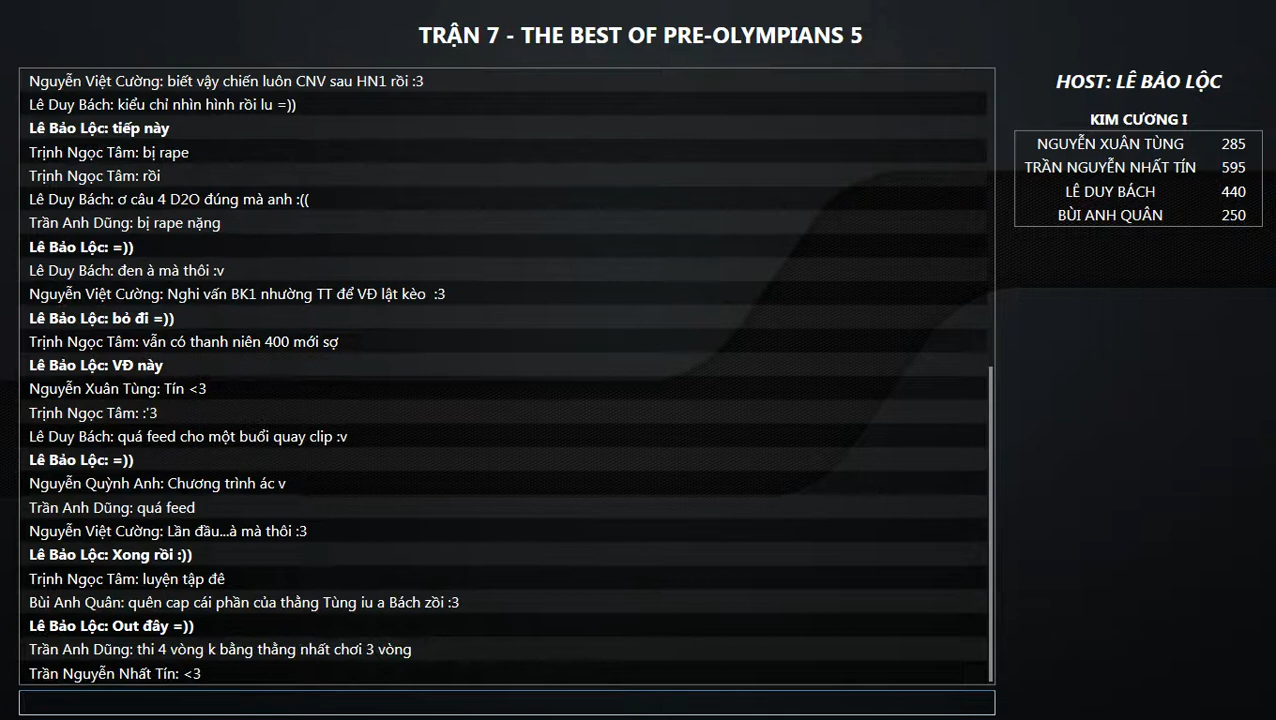 TRẬN 7 - THE BEST OF PRE-OLYMPIANS 5
Nguyễn Việt Cường: biết vậy chiến luôn CNV sau HN1 rồi :3
Lê Duy Bách: kiểu chỉ nhìn hình rồi lu =))
Lê Bảo Lộc: tiếp này
Trịnh Ngọc Tâm: bị rape
Trịnh Ngọc Tâm: rồi
Lê Duy Bách: ơ câu 4 D2O đúng mà anh :((
Trần Anh Dũng: bị rape nặng
Lê Bảo Lộc: =))
Lê Duy Bách: đen à mà thôi :v
Nguyễn Việt Cường: Nghi vấn BK1 nhường TT để VĐ lật kèo  :3
Lê Bảo Lộc: bỏ đi =))
Trịnh Ngọc Tâm: vẫn có thanh niên 400 mới sợ
Lê Bảo Lộc: VĐ này
Nguyễn Xuân Tùng: Tín <3
Trịnh Ngọc Tâm: :'3
Lê Duy Bách: quá feed cho một buổi quay clip :v
Lê Bảo Lộc: =))
Nguyễn Quỳnh Anh: Chương trình ác v
Trần Anh Dũng: quá feed
Nguyễn Việt Cường: Lần đầu...à mà thôi :3
Lê Bảo Lộc: Xong rồi :))
Trịnh Ngọc Tâm: luyện tập đê
Bùi Anh Quân: quên cap cái phần của thằng Tùng iu a Bách zồi :3
Lê Bảo Lộc: Out đây =))
Trần Anh Dũng: thi 4 vòng k bằng thằng nhất chơi 3 vòng
Trần Nguyễn Nhất Tín: <3
HOST: LÊ BẢO LỘC
KIM CƯƠNG I
NGUYỄN XUÂN TÙNG 285
TRẦN NGUYỄN NHẤT TÍN 595
LÊ DUY BÁCH 440
BÙI ANH QUÂN 250